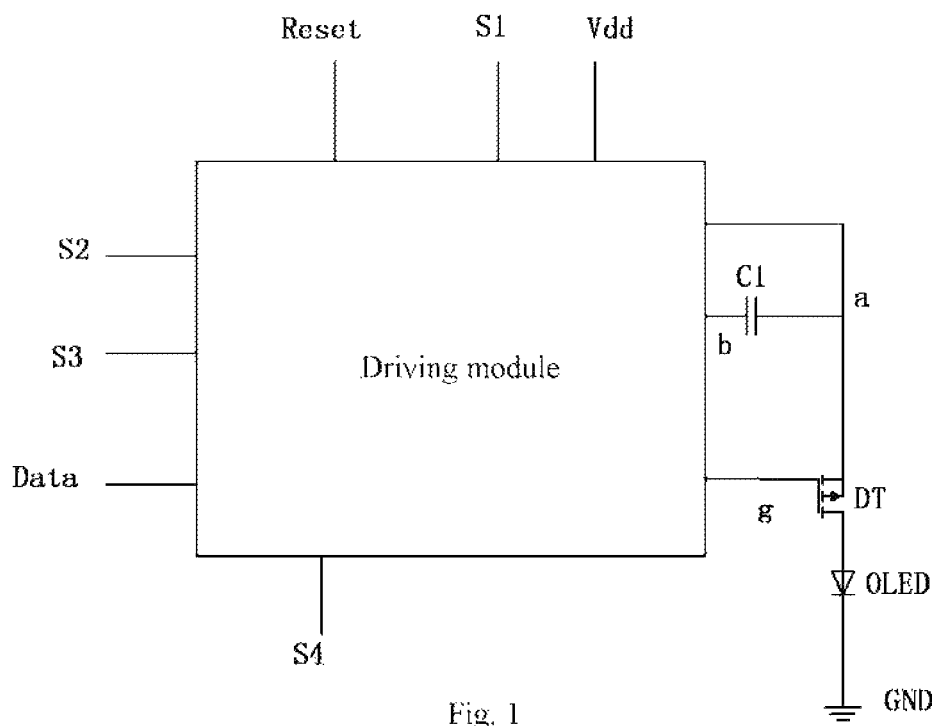 Reset
S1
Vdd
S2
C1
a
b
S3
Driving module
Data
g
DT
OLED
S4
GND
Fig. 1